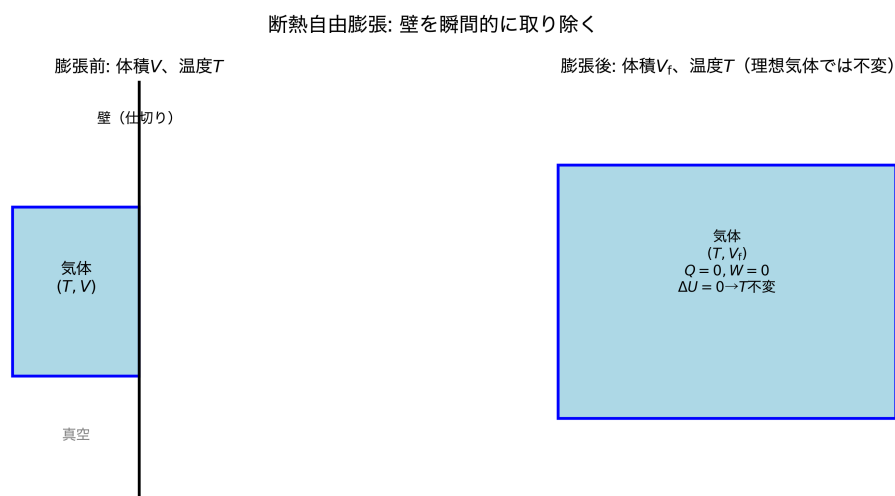 断熱自由膨張: 壁を瞬間的に取り除く
膨張前: 体積V、温度T
壁（仕切り）
気体
(T, V)
真空
膨張後: 体積V_f、温度T（理想気体では不変）
気体
(T, V_f)
Q = 0, W = 0
ΔU = 0→T不変